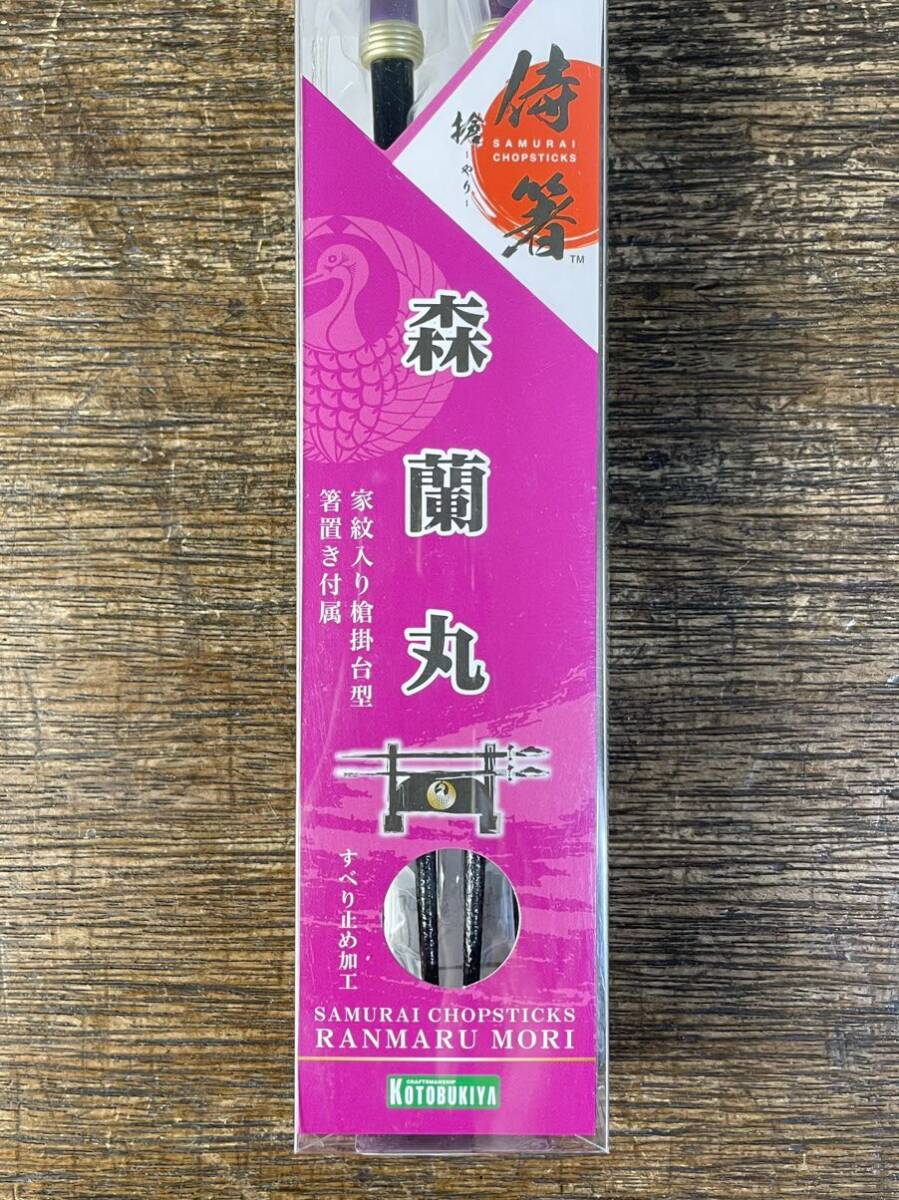 侍箸
SAMURAI
CHOPSTICKS
槍
-やり-
TM
森蘭丸
家紋入り槍掛台型
箸置き付属
すべり止め加工
SAMURAI CHOPSTICKS
RANMARU MORI
CRAFTSMANSHIP
KOTOBUKIYA